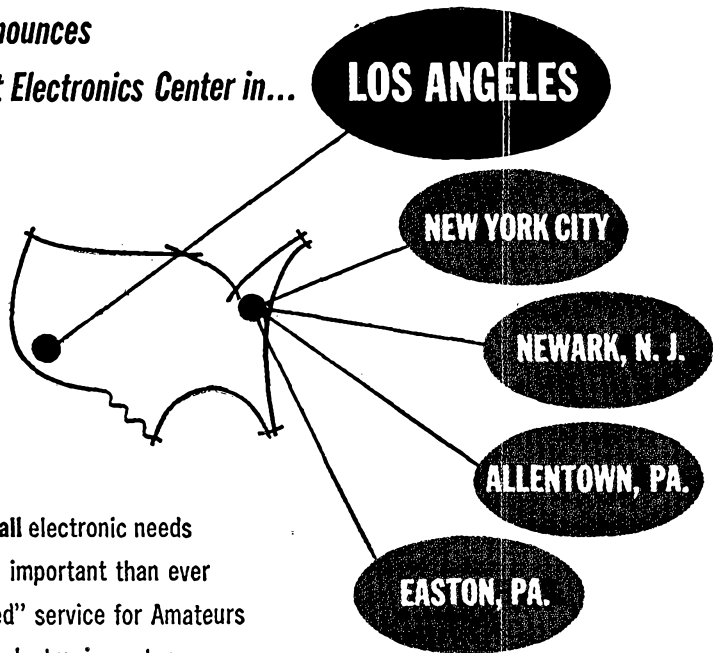 nounces
t Electronics Center in...
LOS ANGELES
NEW YORK CITY
NEWARK, N. J.
ALLENTOWN, PA.
EASTON, PA.
all electronic needs
important than ever
ed” service for Amateurs